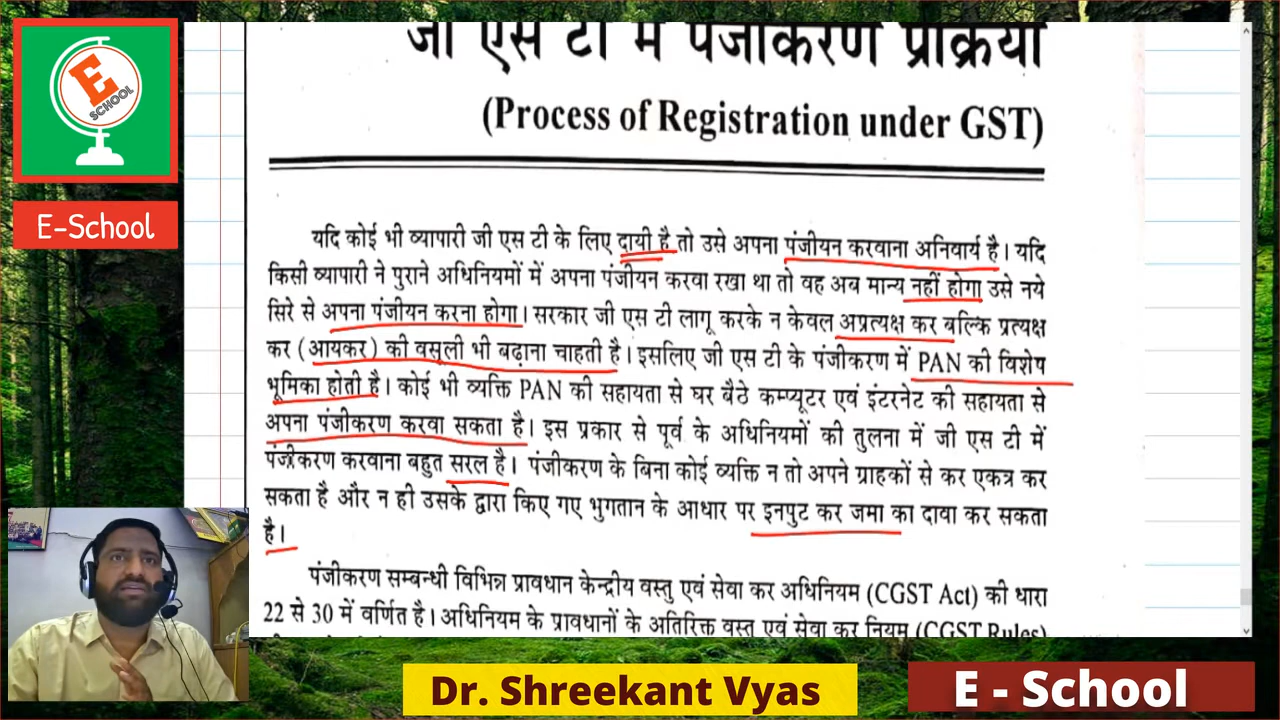 E
SCHOOL
E-School
जी एस टी में पंजीकरण प्रक्रिया
(Process of Registration under GST)
यदि कोई भी व्यापारी जी एस टी के लिए दायी है तो उसे अपना पंजीयन करवाना अनिवार्य है। यदि
किसी व्यापारी ने पुराने अधिनियमों में अपना पंजीयन करवा रखा था तो वह अब मान्य नहीं होगा उसे नये
सिरे से अपना पंजीयन करना होगा। सरकार जी एस टी लागू करके न केवल अप्रत्यक्ष कर बल्कि प्रत्यक्ष
कर (आयकर) की वसूली भी बढ़ाना चाहती है। इसलिए जी एस टी के पंजीकरण में PAN की विशेष
भूमिका होती है। कोई भी व्यक्ति PAN की सहायता से घर बैठे कम्प्यूटर एवं इंटरनेट की सहायता से
अपना पंजीकरण करवा सकता है। इस प्रकार से पूर्व के अधिनियमों की तुलना में जी एस टी में
पंजीकरण करवाना बहुत सरल है। पंजीकरण के बिना कोई व्यक्ति न तो अपने ग्राहकों से कर एकत्र कर
सकता है और न ही उसके द्वारा किए गए भुगतान के आधार पर इनपुट कर जमा का दावा कर सकता
है।
पंजीकरण सम्बन्धी विभिन्न प्रावधान केन्द्रीय वस्तु एवं सेवा कर अधिनियम (CGST Act) की धारा
22 से 30 में वर्णित है। अधिनियम के प्रावधानों के अतिरिक्त वस्तु एवं सेवा कर नियम (CGST Rules)
Dr. Shreekant Vyas
E - School